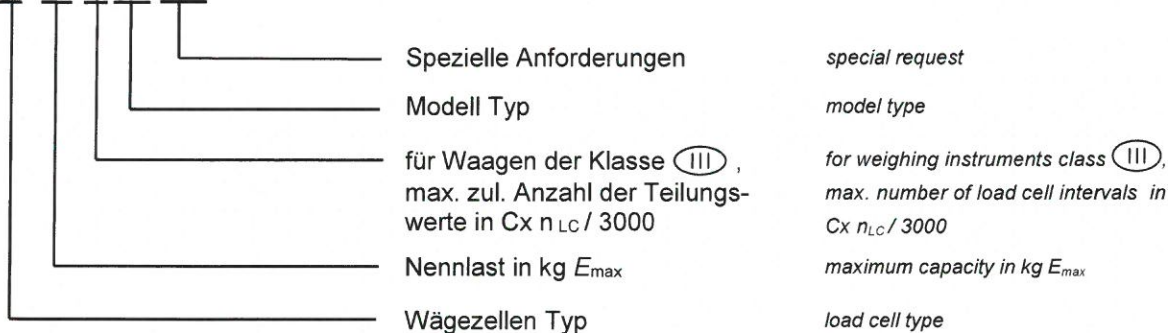 Spezielle Anforderungen special request
Modell Typ model type
für Waagen der Klasse III , for weighing instruments class III,
max. zul. Anzahl der Teilungs- max. number of load cell intervals in
werte in Cx n LC / 3000 Cx nLC / 3000
Nennlast in kg Emax maximum capacity in kg Emax
Wägezellen Typ load cell type